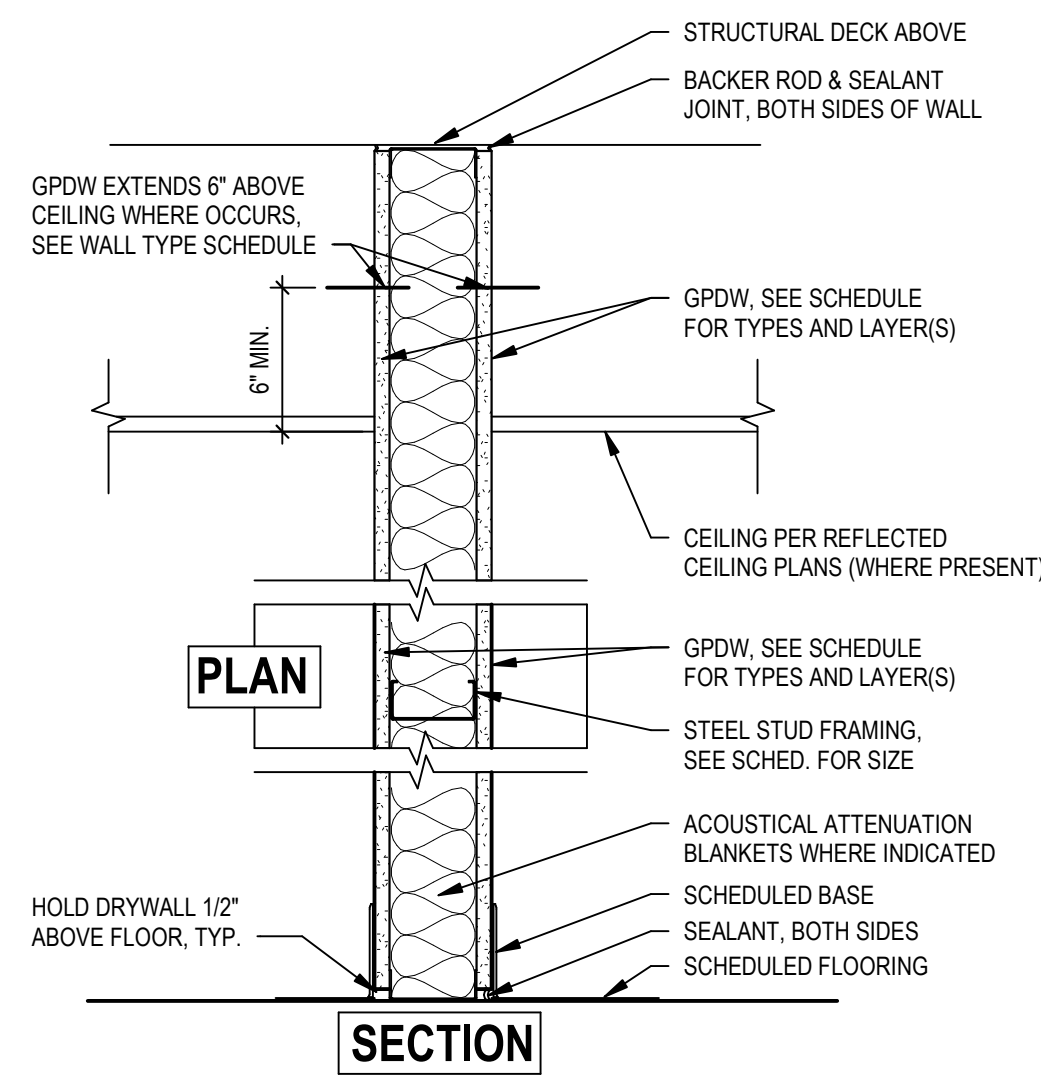 STRUCTURAL DECK ABOVE
BACKER ROD & SEALANT
JOINT, BOTH SIDES OF WALL
GPDW EXTENDS 6" ABOVE
CEILING WHERE OCCURS,
SEE WALL TYPE SCHEDULE
6" MIN.
GPDW, SEE SCHEDULE
FOR TYPES AND LAYER(S)
CEILING PER REFLECTED
CEILING PLANS (WHERE PRESENT)
PLAN
GPDW, SEE SCHEDULE
FOR TYPES AND LAYER(S)
STEEL STUD FRAMING,
SEE SCHED. FOR SIZE
ACOUSTICAL ATTENUATION
BLANKETS WHERE INDICATED
HOLD DRYWALL 1/2"
ABOVE FLOOR, TYP.
SCHEDULED BASE
SEALANT, BOTH SIDES
SCHEDULED FLOORING
SECTION